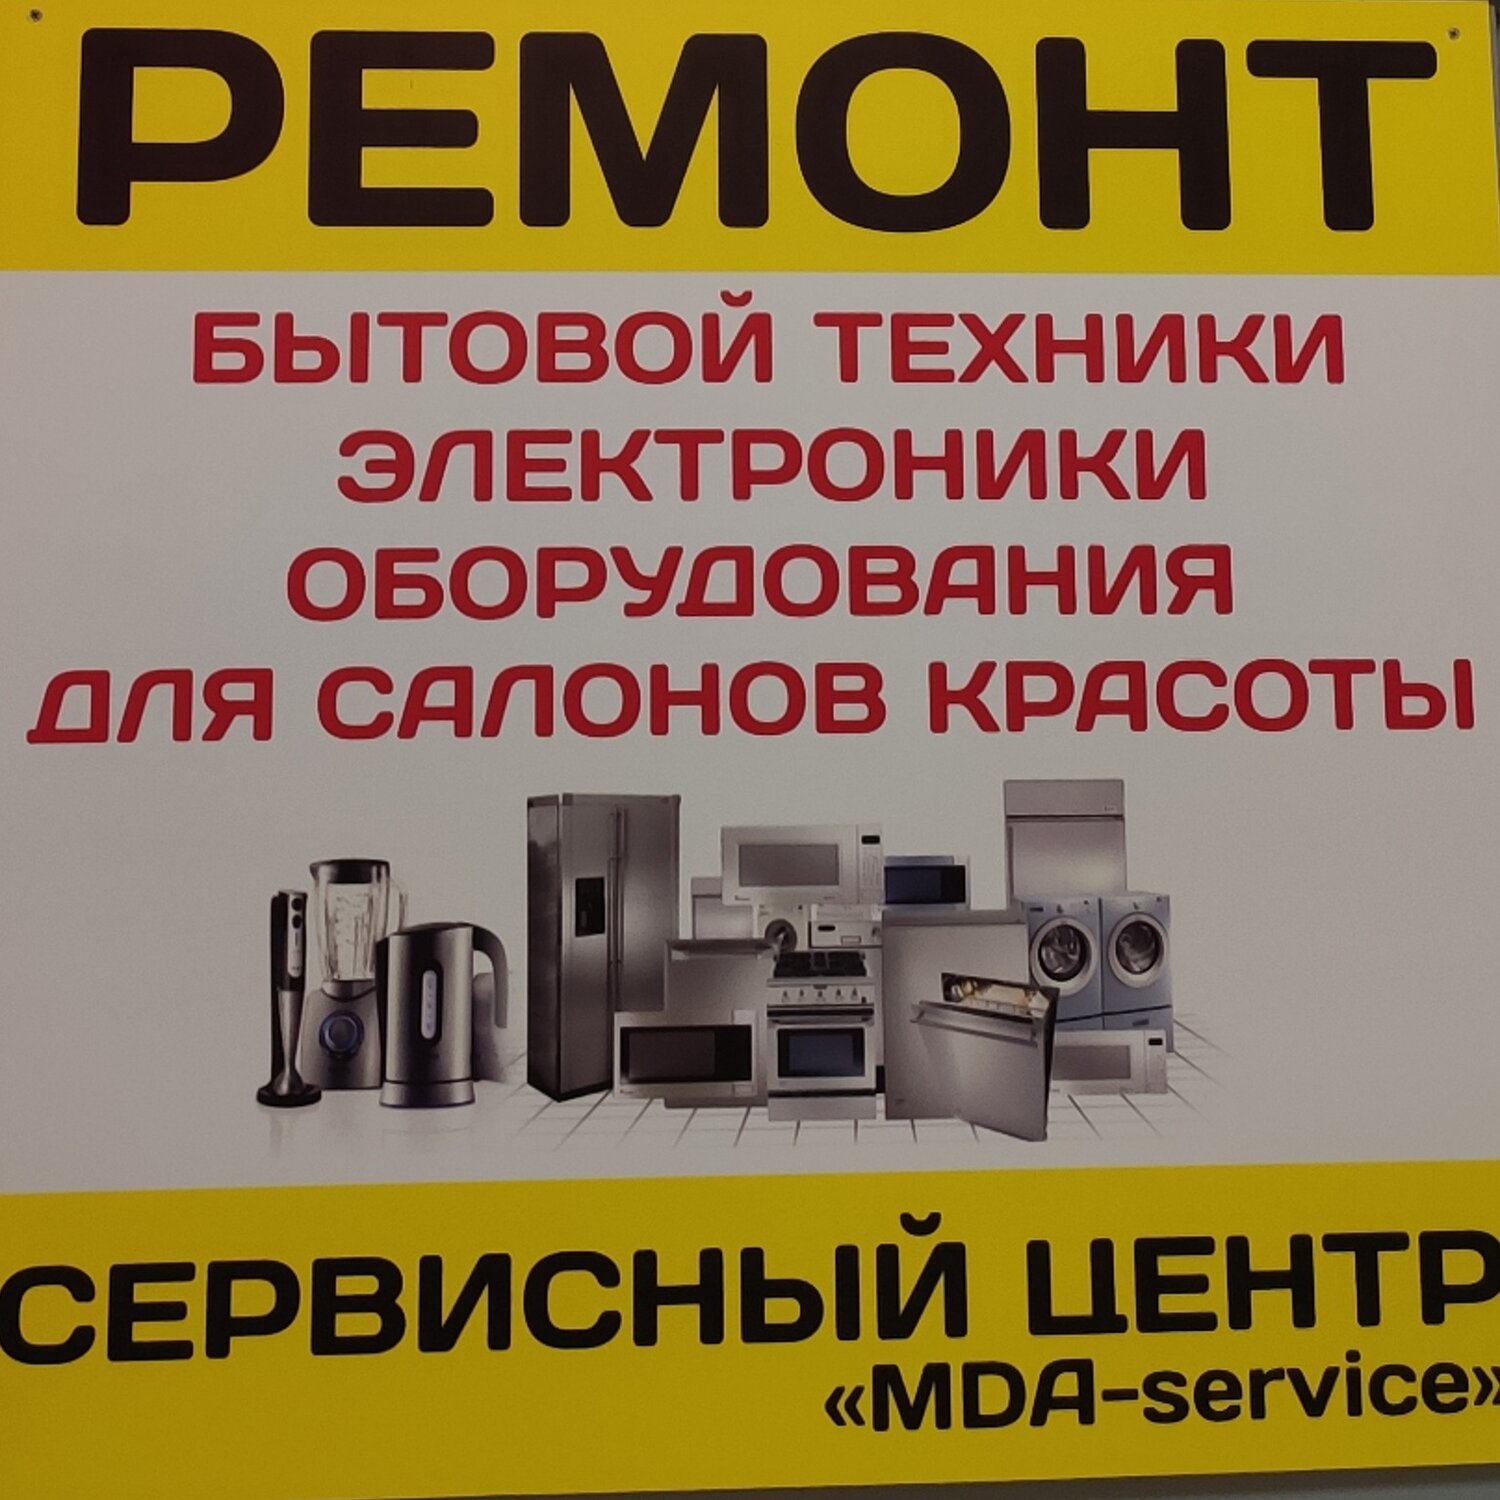 РЕМОНТ
БЫТОВОЙ ТЕХНИКИ
ЭЛЕКТРОНИКИ
ОБОРУДОВАНИЯ
ДЛЯ САЛОНОВ КРАСОТЫ
СЕРВИСНЫЙ ЦЕНТР
«MDA-service»